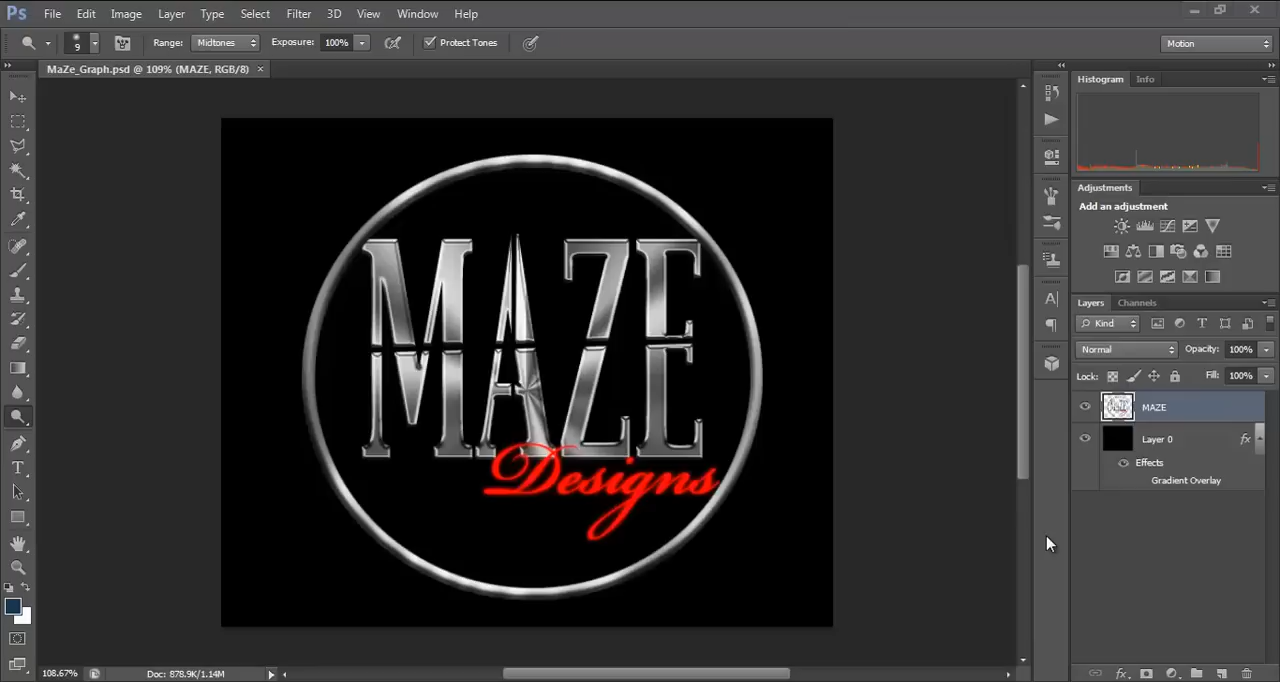 Ps File Edit Image Layer Type Select Filter 3D View Window Help
9 Range: Midtones Exposure: 100% Protect Tones Motion
MaZe_Graph.psd @ 109% (MAZE, RGB/8) ×
Histogram Info
Adjustments
Add an adjustment
Layers Channels
Kind
Normal Opacity: 100%
Lock: Fill: 100%
MAZE
Layer 0 fx
Effects
Gradient Overlay
MAZE
Designs
108.67% Doc: 878.9K/1.14M